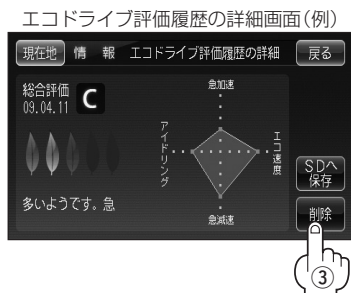 エコドライブ評価履歴の詳細画面(例)
現在地 情 報 エコドライブ評価履歴の詳細 戻る
総合評価
09.04.11 C
急加速
アイドリング
エコ速度
急減速
多いようです。急
SDへ
保存
削除
③